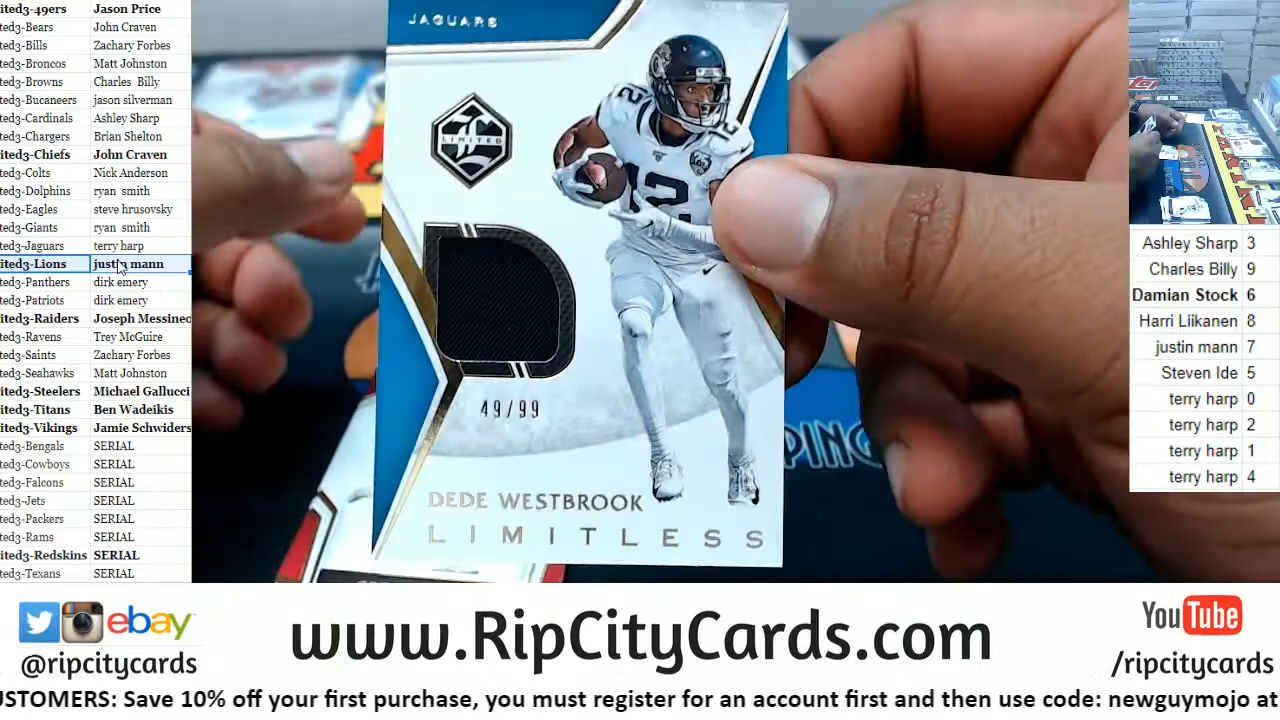 ited3-49ers Jason Price
ted3-Bears John Craven
ted3-Bills Zachary Forbes
ted3-Broncos Matt Johnston
ted3-Browns Charles Billy
ted3-Bucaneers jason silverman
ted3-Cardinals Ashley Sharp
ted3-Chargers Brian Shelton
ited3-Chiefs John Craven
ted3-Colts Nick Anderson
ted3-Dolphins ryan smith
ted3-Eagles steve hrusovsky
ted3-Giants ryan smith
ted3-Jaguars terry harp
ited3-Lions justin mann
ted3-Panthers dirk emery
ted3-Patriots dirk emery
ited3-Raiders Joseph Messineo
ted3-Ravens Trey McGuire
ted3-Saints Zachary Forbes
ted3-Seahawks Matt Johnston
ited3-Steelers Michael Gallucci
ited3-Titans Ben Wadeikis
ited3-Vikings Jamie Schwiders
ted3-Bengals SERIAL
ted3-Cowboys SERIAL
ted3-Falcons SERIAL
ted3-Jets SERIAL
ted3-Packers SERIAL
ted3-Rams SERIAL
ited3-Redskins SERIAL
ted3-Texans SERIAL
JAGUARS
LIMITED
12
12
49/99
DEDE WESTBROOK
LIMITLESS
PING
Ashley Sharp 3
Charles Billy 9
Damian Stock 6
Harri Liikanen 8
justin mann 7
Steven Ide 5
terry harp 0
terry harp 2
terry harp 1
terry harp 4
ebay
@ripcitycards
www.RipCityCards.com
YouTube
/ripcitycards
USTOMERS: Save 10% off your first purchase, you must register for an account first and then use code: newguymojo at